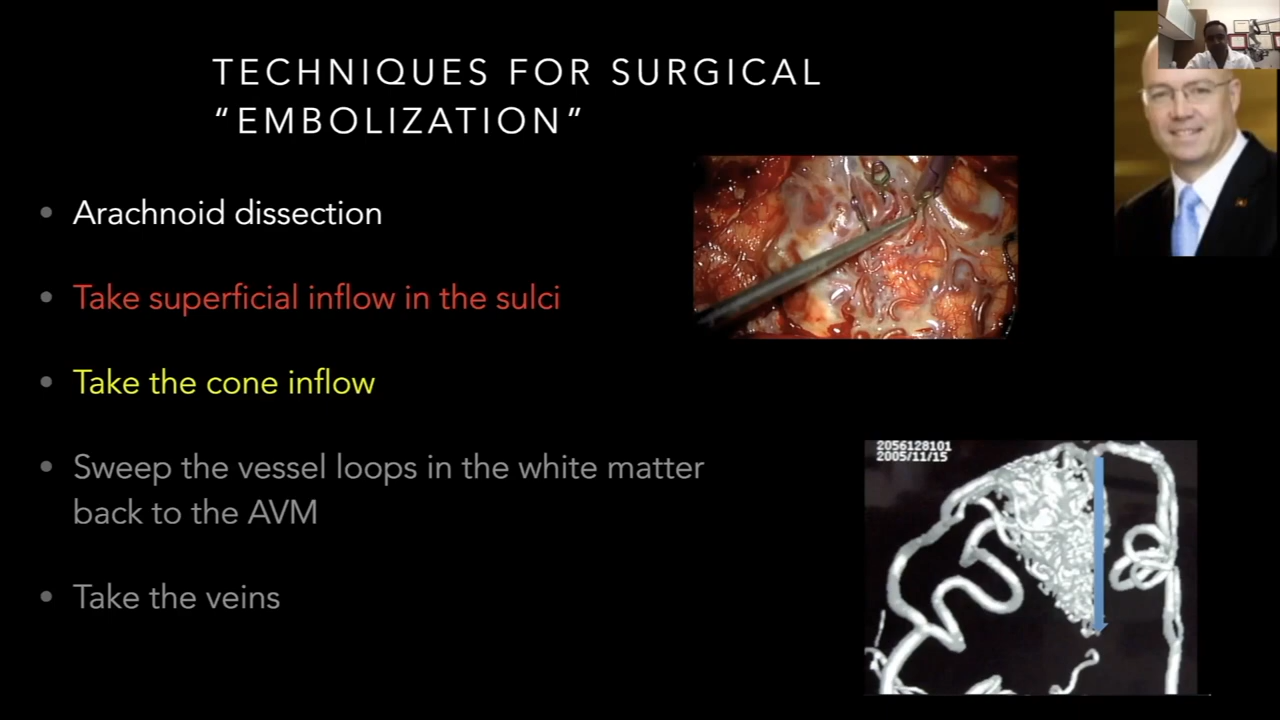 TECHNIQUES FOR SURGICAL
“EMBOLIZATION”
• Arachnoid dissection
• Take superficial inflow in the sulci
• Take the cone inflow
• Sweep the vessel loops in the white matter
back to the AVM
• Take the veins
2056128101
2005/11/15